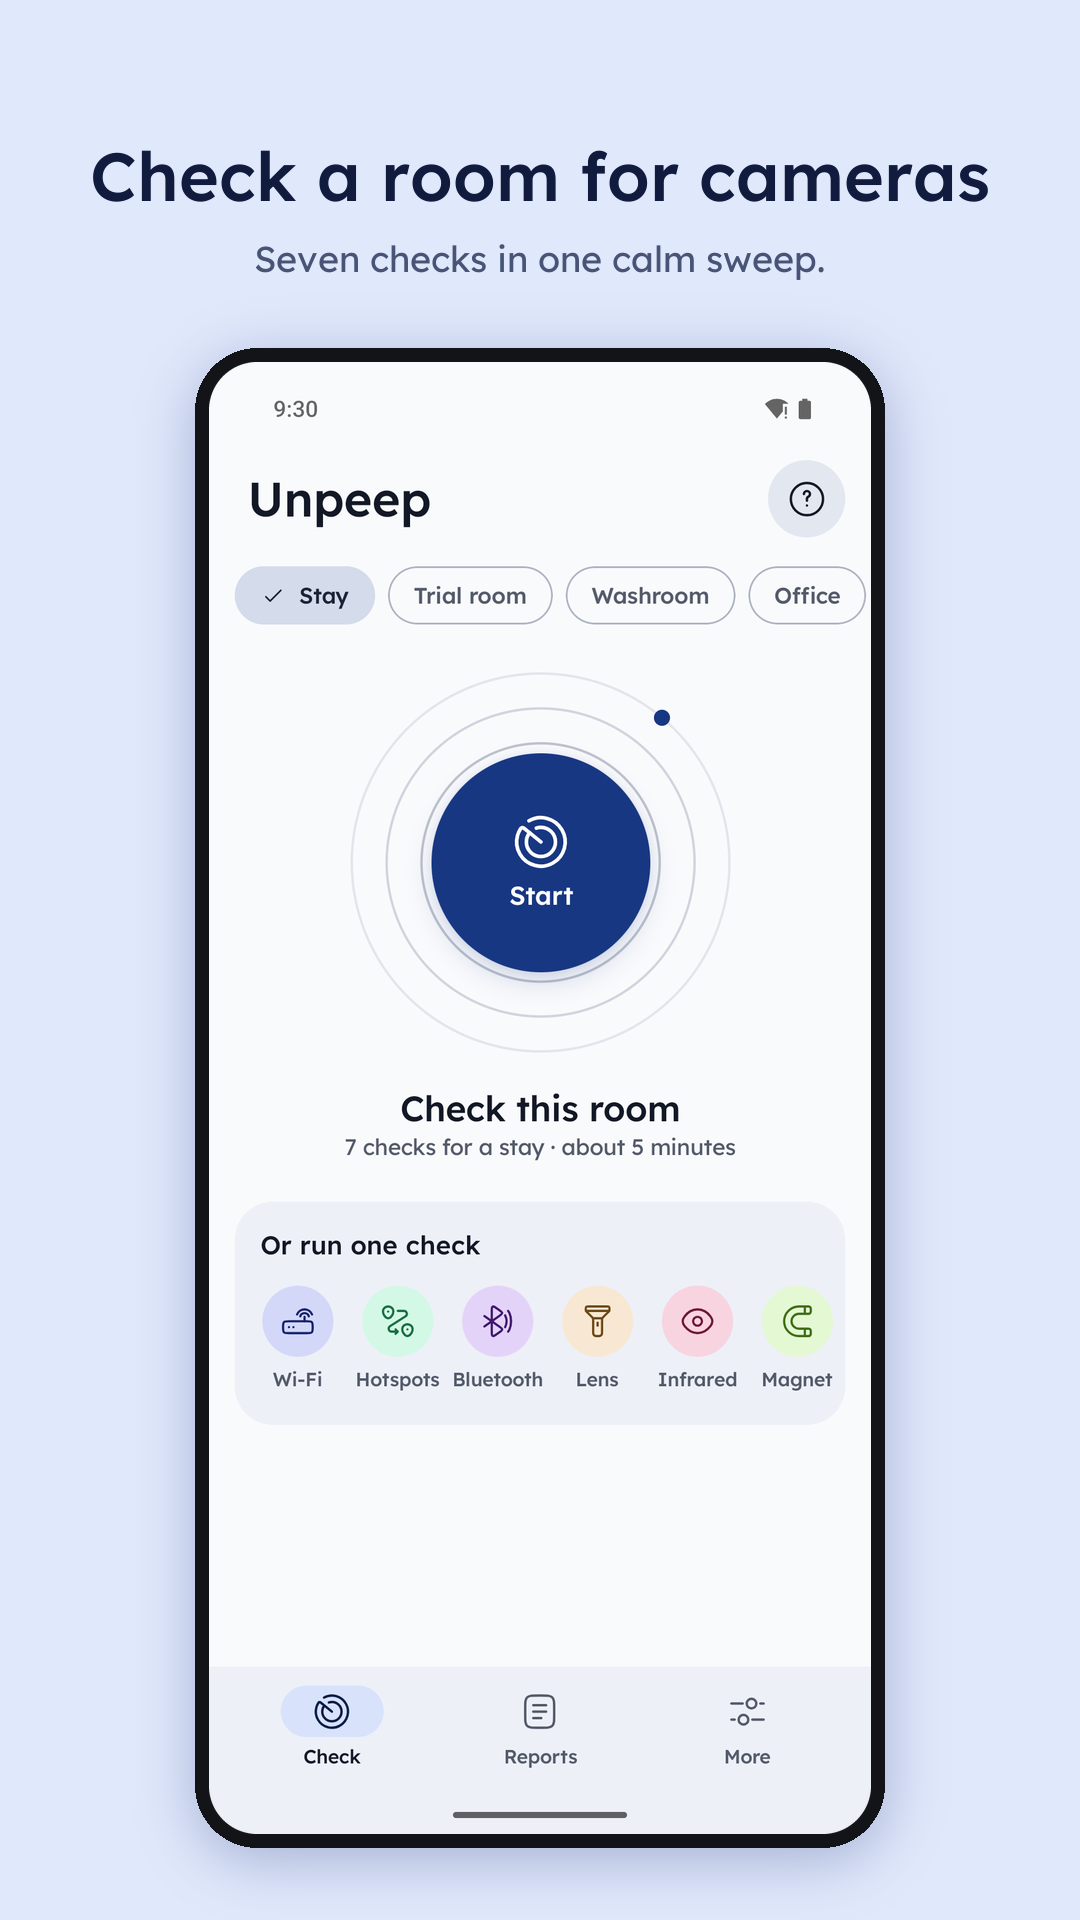 Check a room for cameras
Seven checks in one calm sweep.
9:30
Unpeep
Stay
Trial room
Washroom
Office
Start
Check this room
7 checks for a stay · about 5 minutes
Or run one check
Wi-Fi
Hotspots
Bluetooth
Lens
Infrared
Magnet
Check
Reports
More